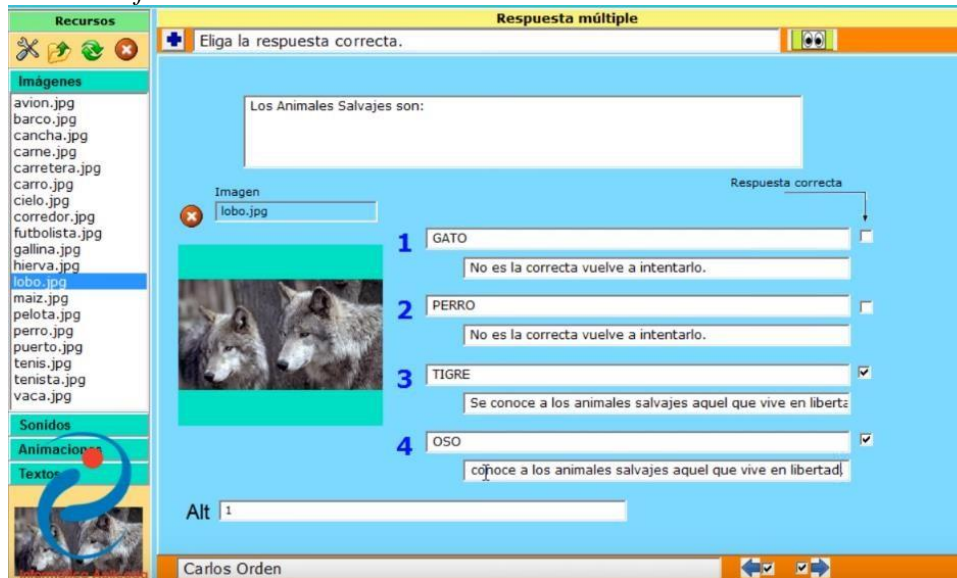 Recursos
Respuesta múltiple
Eliga la respuesta correcta.
Imágenes
avion.jpg
barco.jpg
cancha.jpg
carne.jpg
carretera.jpg
carro.jpg
cielo.jpg
corredor.jpg
futbolista.jpg
gallina.jpg
hierva.jpg
lobo.jpg
maiz.jpg
pelota.jpg
perro.jpg
puerto.jpg
tenis.jpg
tenista.jpg
vaca.jpg
Sonidos
Animaciones
Textos
Los Animales Salvajes son:
Respuesta correcta
Imagen
lobo.jpg
1 GATO
No es la correcta vuelve a intentarlo.
2 PERRO
No es la correcta vuelve a intentarlo.
3 TIGRE
Se conoce a los animales salvajes aquel que vive en liberta
4 OSO
conoce a los animales salvajes aquel que vive en libertad.
Alt 1
Carlos Orden